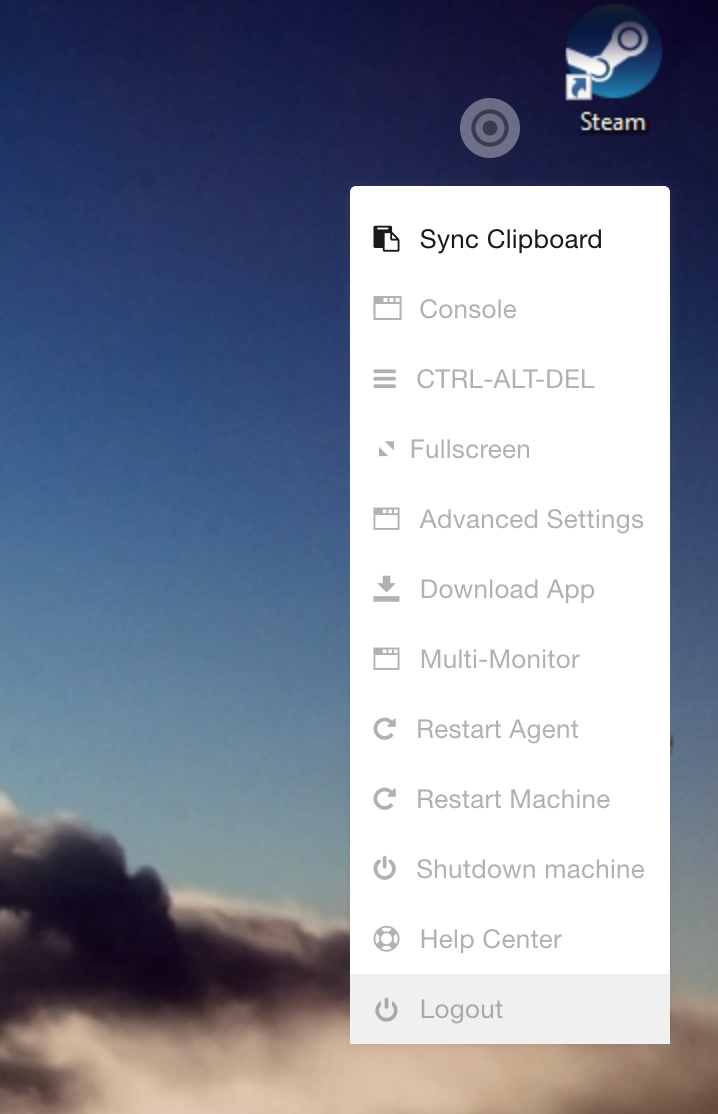 Steam
Sync Clipboard
Console
CTRL-ALT-DEL
Fullscreen
Advanced Settings
Download App
Multi-Monitor
Restart Agent
Restart Machine
Shutdown machine
Help Center
Logout